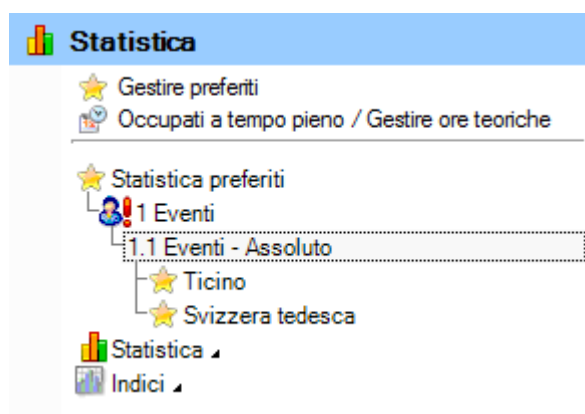 Statistica
Gestire preferiti
Occupati a tempo pieno / Gestire ore teoriche
Statistica preferiti
1 Eventi
1.1 Eventi - Assoluto
Ticino
Svizzera tedesca
Statistica
Indici